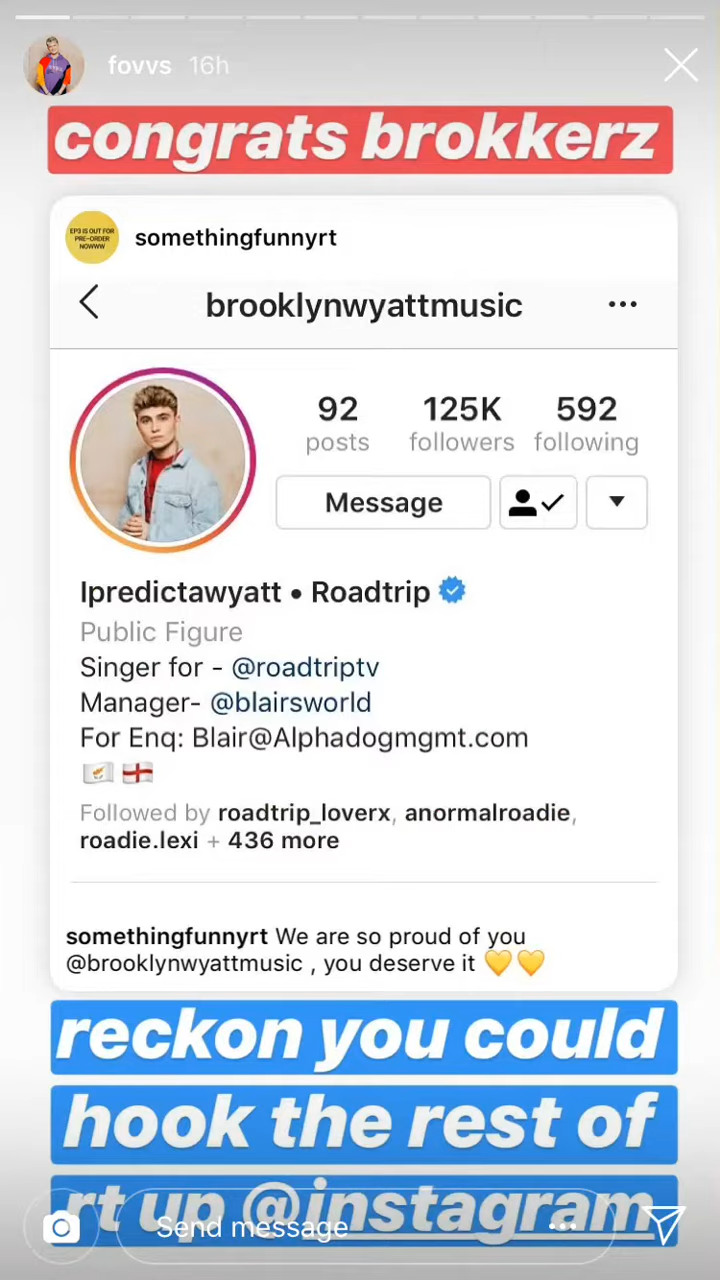 fovvs 16h
congrats brokkerz
EP3 IS OUT FOR
PRE-ORDER
NOWWW
somethingfunnyrt
brooklynwyattmusic
92 125K 592
posts followers following
Message
Ipredictawyatt • Roadtrip
Public Figure
Singer for - @roadtriptv
Manager- @blairsworld
For Enq: Blair@Alphadogmgmt.com
🇨🇾 🏴󠁧󠁢󠁥󠁮󠁧󠁿
Followed by roadtrip_loverx, anormalroadie,
roadie.lexi + 436 more
somethingfunnyrt We are so proud of you
@brooklynwyattmusic , you deserve it 💛💛
reckon you could
hook the rest of
rt up @instagram
Send message